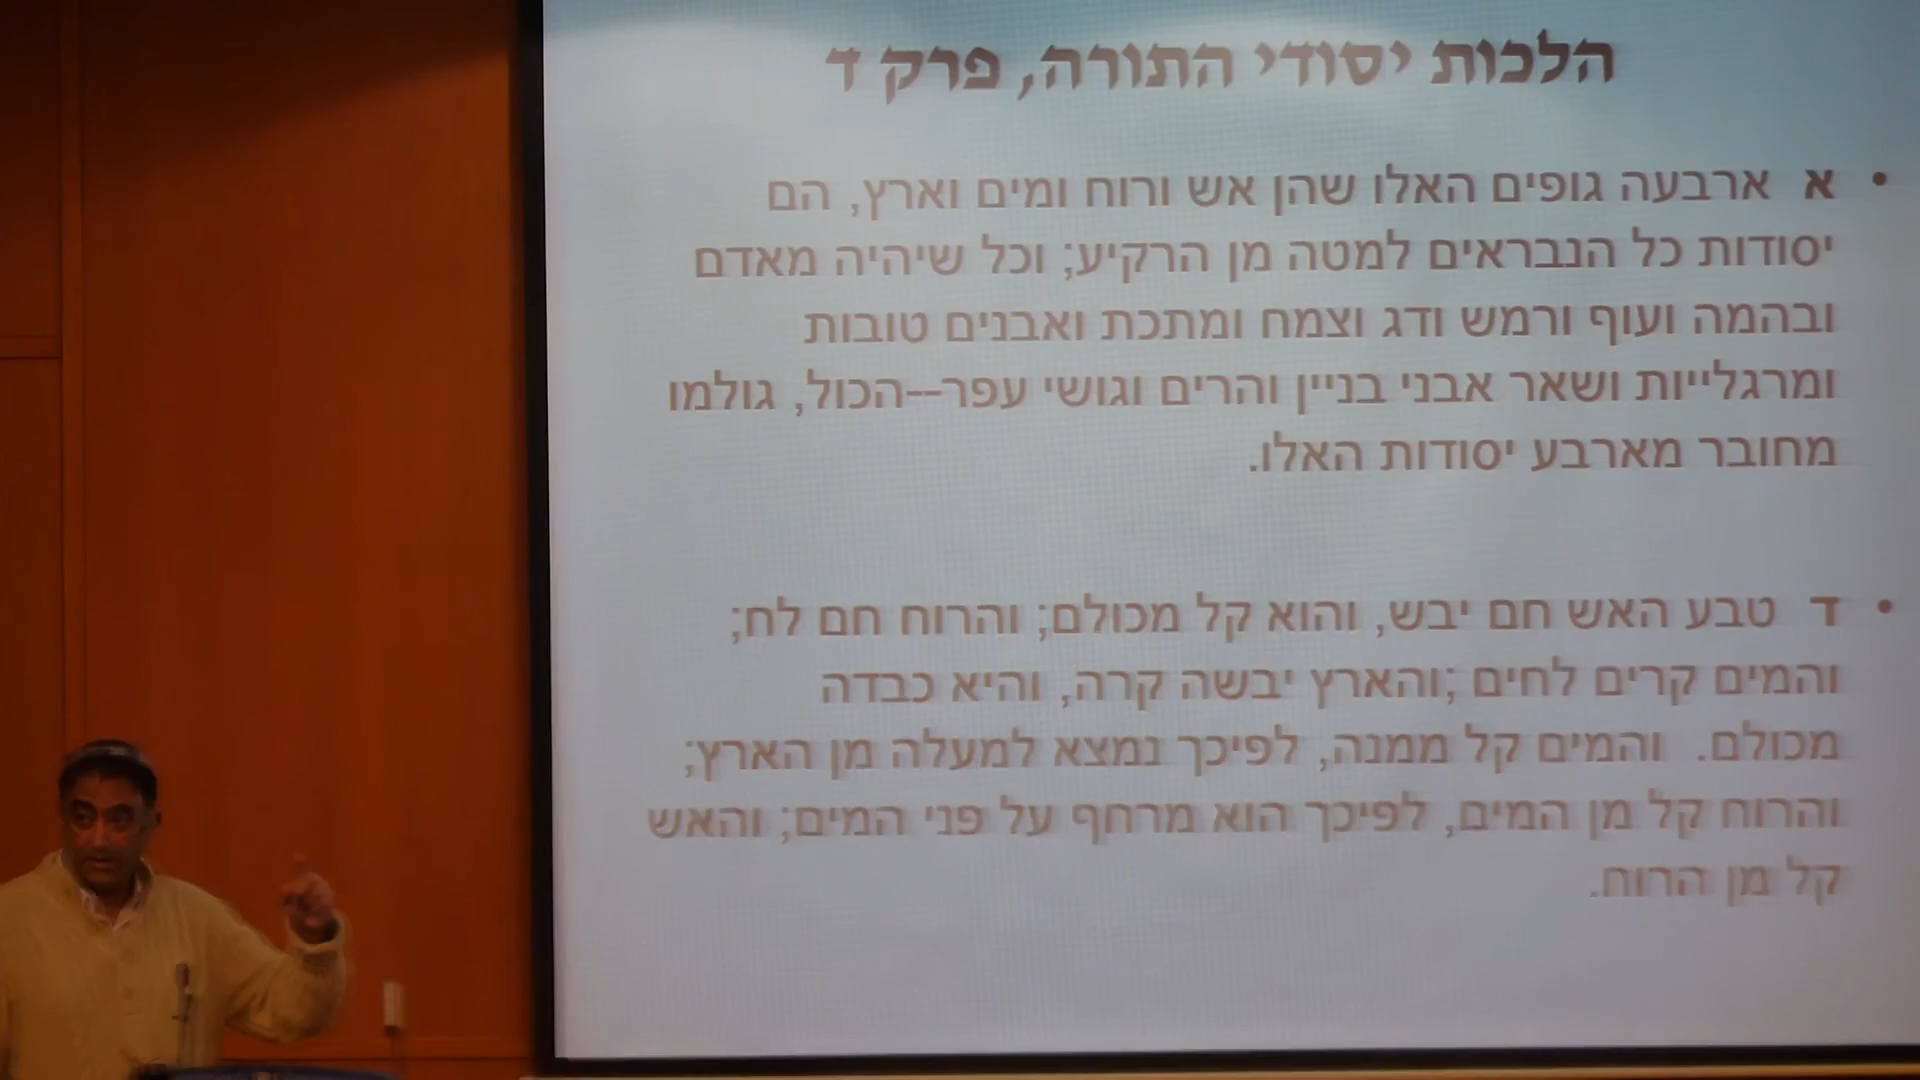 הלכות יסודי התורה, פרק ד
• א ארבעה גופים האלו שהן אש ורוח ומים וארץ, הם
יסודות כל הנבראים למטה מן הרקיע; וכל שיהיה מאדם
ובהמה ועוף ורמש ודג וצמח ומתכת ואבנים טובות
ומרגלייות ושאר אבני בניין והרים וגושי עפר--הכול, גולמו
מחובר מארבע יסודות האלו.
• ד טבע האש חם יבש, והוא קל מכולם; והרוח חם לח;
והמים קרים לחים ;והארץ יבשה קרה, והיא כבדה
מכולם. והמים קל ממנה, לפיכך נמצא למעלה מן הארץ;
והרוח קל מן המים, לפיכך הוא מרחף על פני המים; והאש
קל מן הרוח.